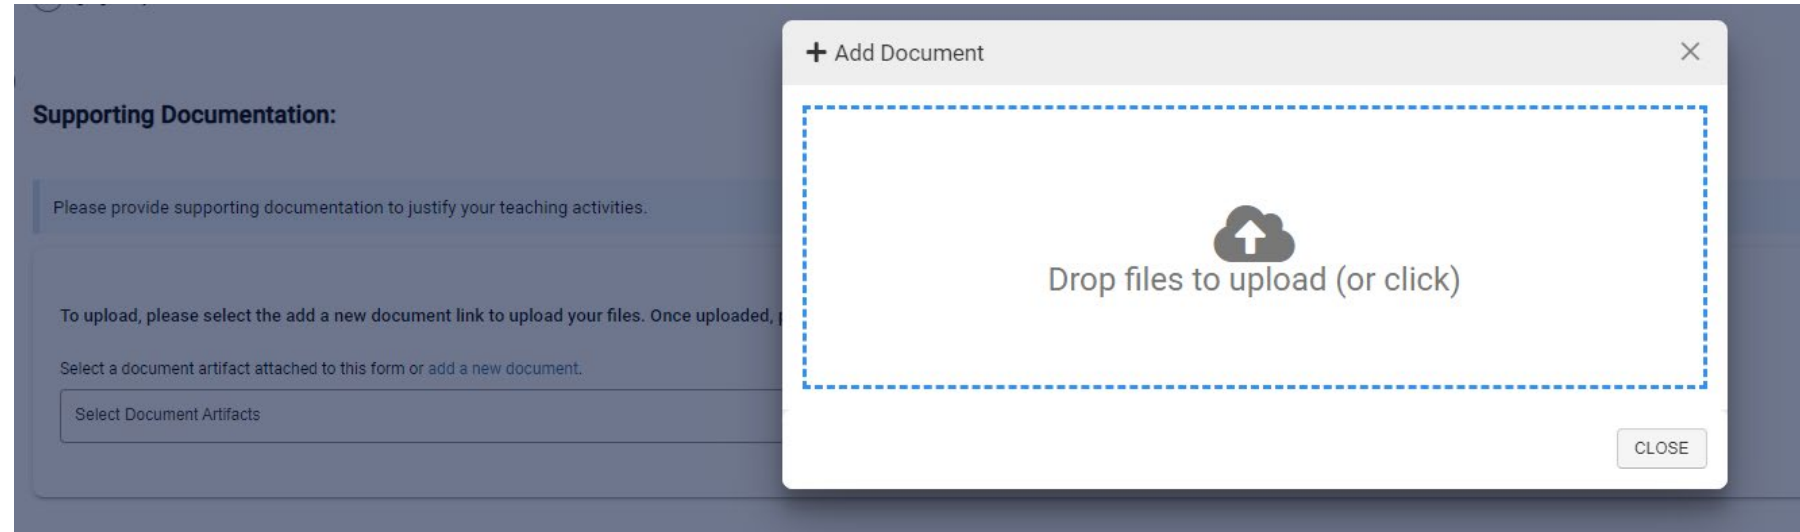 Supporting Documentation:
Please provide supporting documentation to justify your teaching activities.
To upload, please select the add a new document link to upload your files. Once uploaded,
Select a document artifact attached to this form or add a new document.
Select Document Artifacts
Add Document
Drop files to upload (or click)
CLOSE